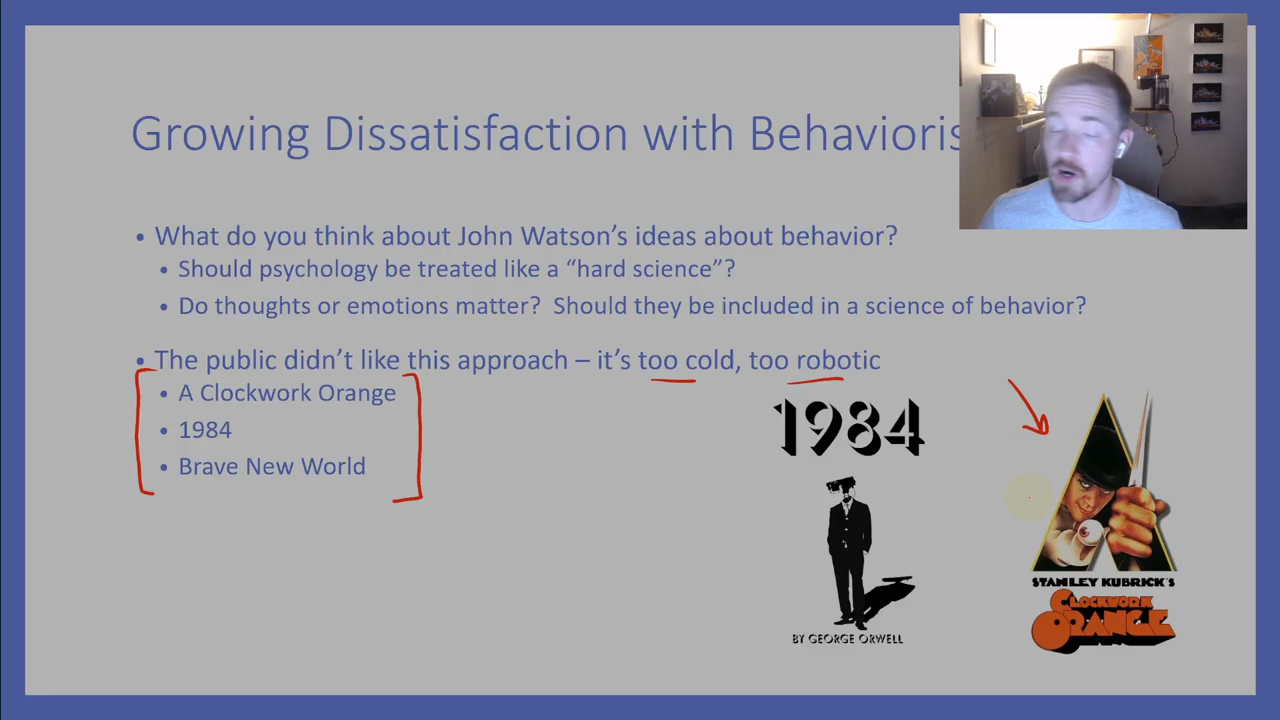 Growing Dissatisfaction with Behavioris
• What do you think about John Watson’s ideas about behavior?
• Should psychology be treated like a “hard science”?
• Do thoughts or emotions matter?  Should they be included in a science of behavior?
• The public didn’t like this approach – it’s too cold, too robotic
• A Clockwork Orange
• 1984
• Brave New World
1984
BY GEORGE ORWELL
STANLEY KUBRICK'S
CLOCKWORK
ORANGE